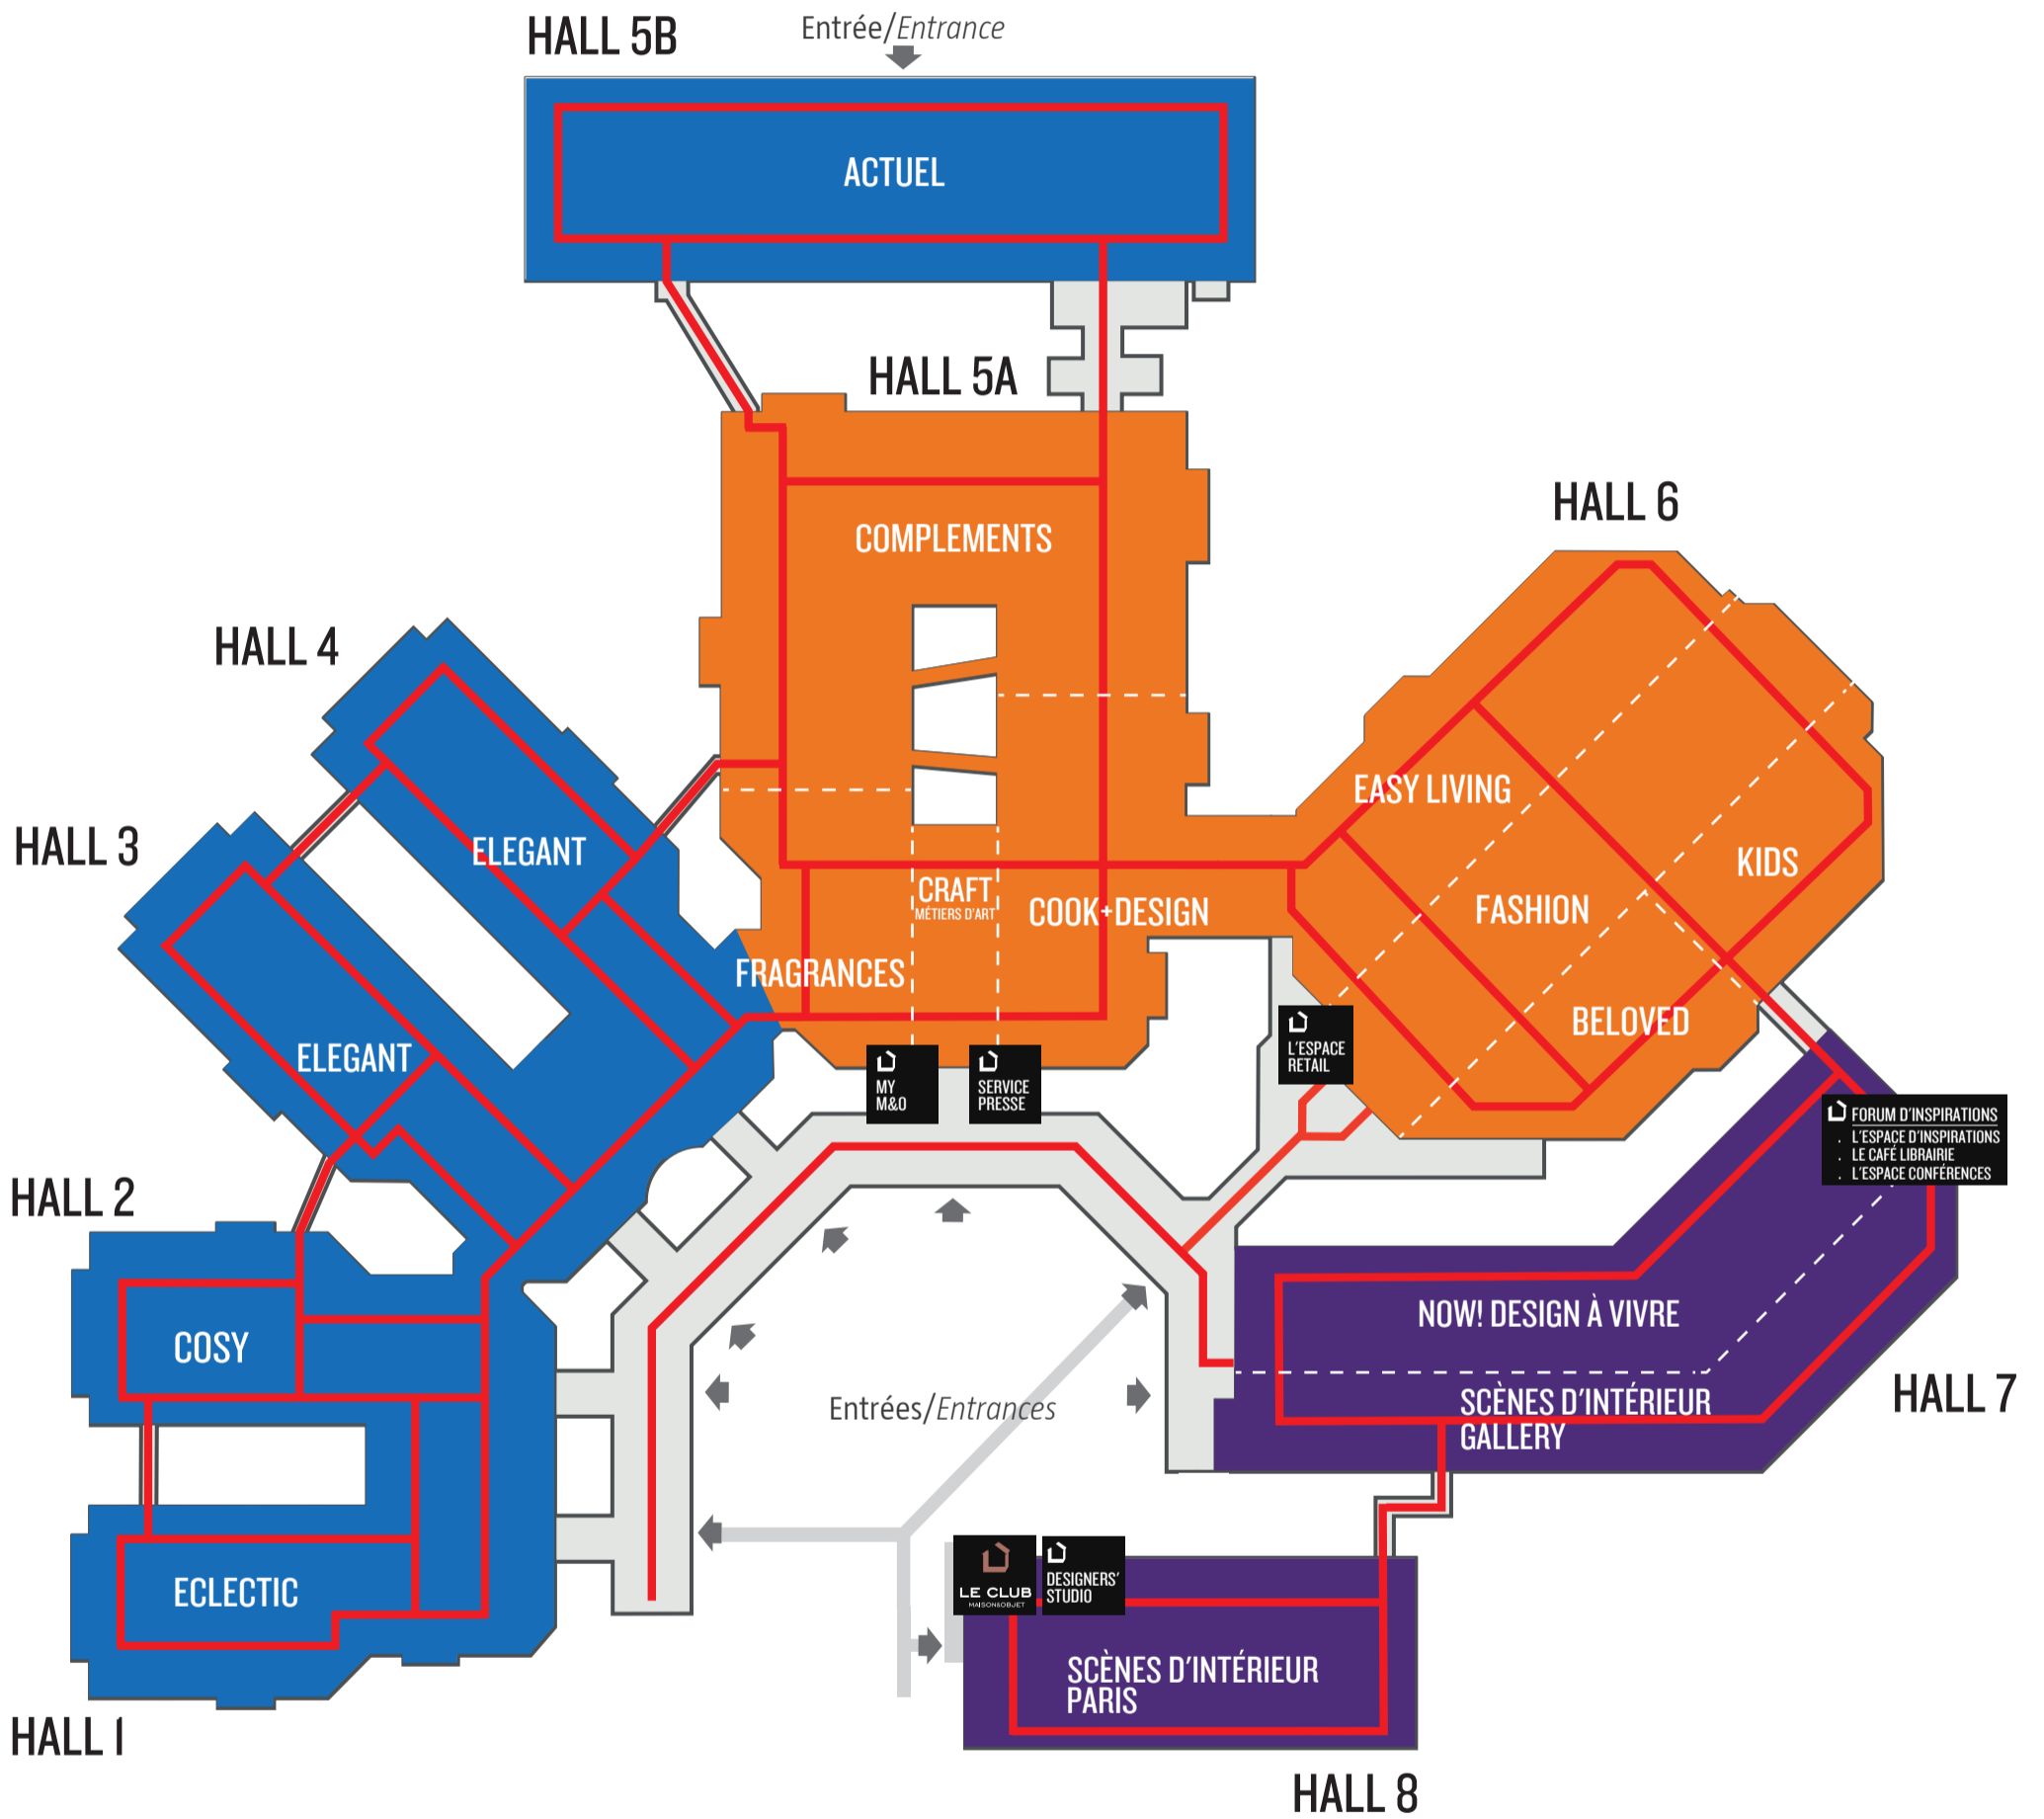 HALL 5B
Entrée/Entrance
ACTUEL
HALL 5A
COMPLEMENTS
HALL 6
HALL 4
EASY LIVING
HALL 3
ELEGANT
KIDS
CRAFT
MÉTIERS D'ART
COOK+DESIGN
FASHION
FRAGRANCES
BELOVED
L'ESPACE
RETAIL
ELEGANT
MY
M&O
SERVICE
PRESSE
FORUM D'INSPIRATIONS
. L'ESPACE D'INSPIRATIONS
. LE CAFÉ LIBRAIRIE
. L'ESPACE CONFÉRENCES
HALL 2
NOW! DESIGN À VIVRE
COSY
HALL 7
Entrées/Entrances
SCÈNES D'INTÉRIEUR
GALLERY
ECLECTIC
LE CLUB
MAISON&OBJET
DESIGNERS'
STUDIO
SCÈNES D'INTÉRIEUR
PARIS
HALL 1
HALL 8